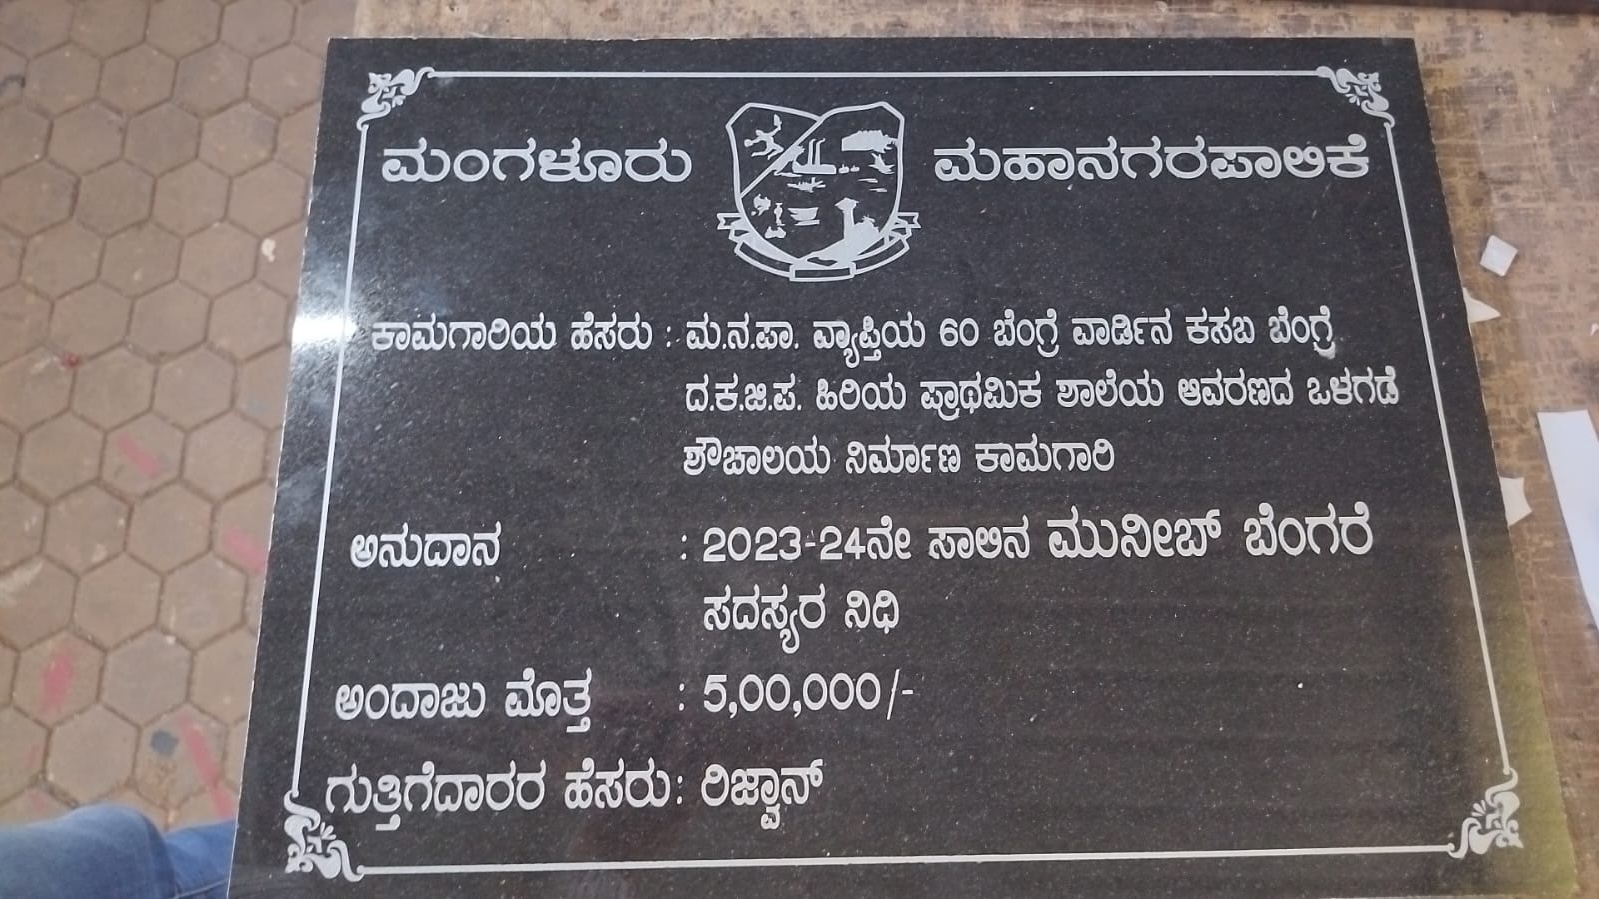 ಮಂಗಳೂರು ಮಹಾನಗರಪಾಲಿಕೆ
ಕಾಮಗಾರಿಯ ಹೆಸರು : ಮ.ನ.ಪಾ. ವ್ಯಾಪ್ತಿಯ 60 ಬೆಂಗ್ರೆ ವಾರ್ಡಿನ ಕಸಬ ಬೆಂಗ್ರೆ
ದ.ಕ.ಜಿ.ಪ. ಹಿರಿಯ ಪ್ರಾಥಮಿಕ ಶಾಲೆಯ ಆವರಣದ ಒಳಗಡೆ
ಶೌಚಾಲಯ ನಿರ್ಮಾಣ ಕಾಮಗಾರಿ
ಅನುದಾನ : 2023-24ನೇ ಸಾಲಿನ ಮುನೀಬ್ ಬೆಂಗರೆ
ಸದಸ್ಯರ ನಿಧಿ
ಅಂದಾಜು ಮೊತ್ತ : 5,00,000/-
ಗುತ್ತಿಗೆದಾರರ ಹೆಸರು: ರಿಜ್ವಾನ್